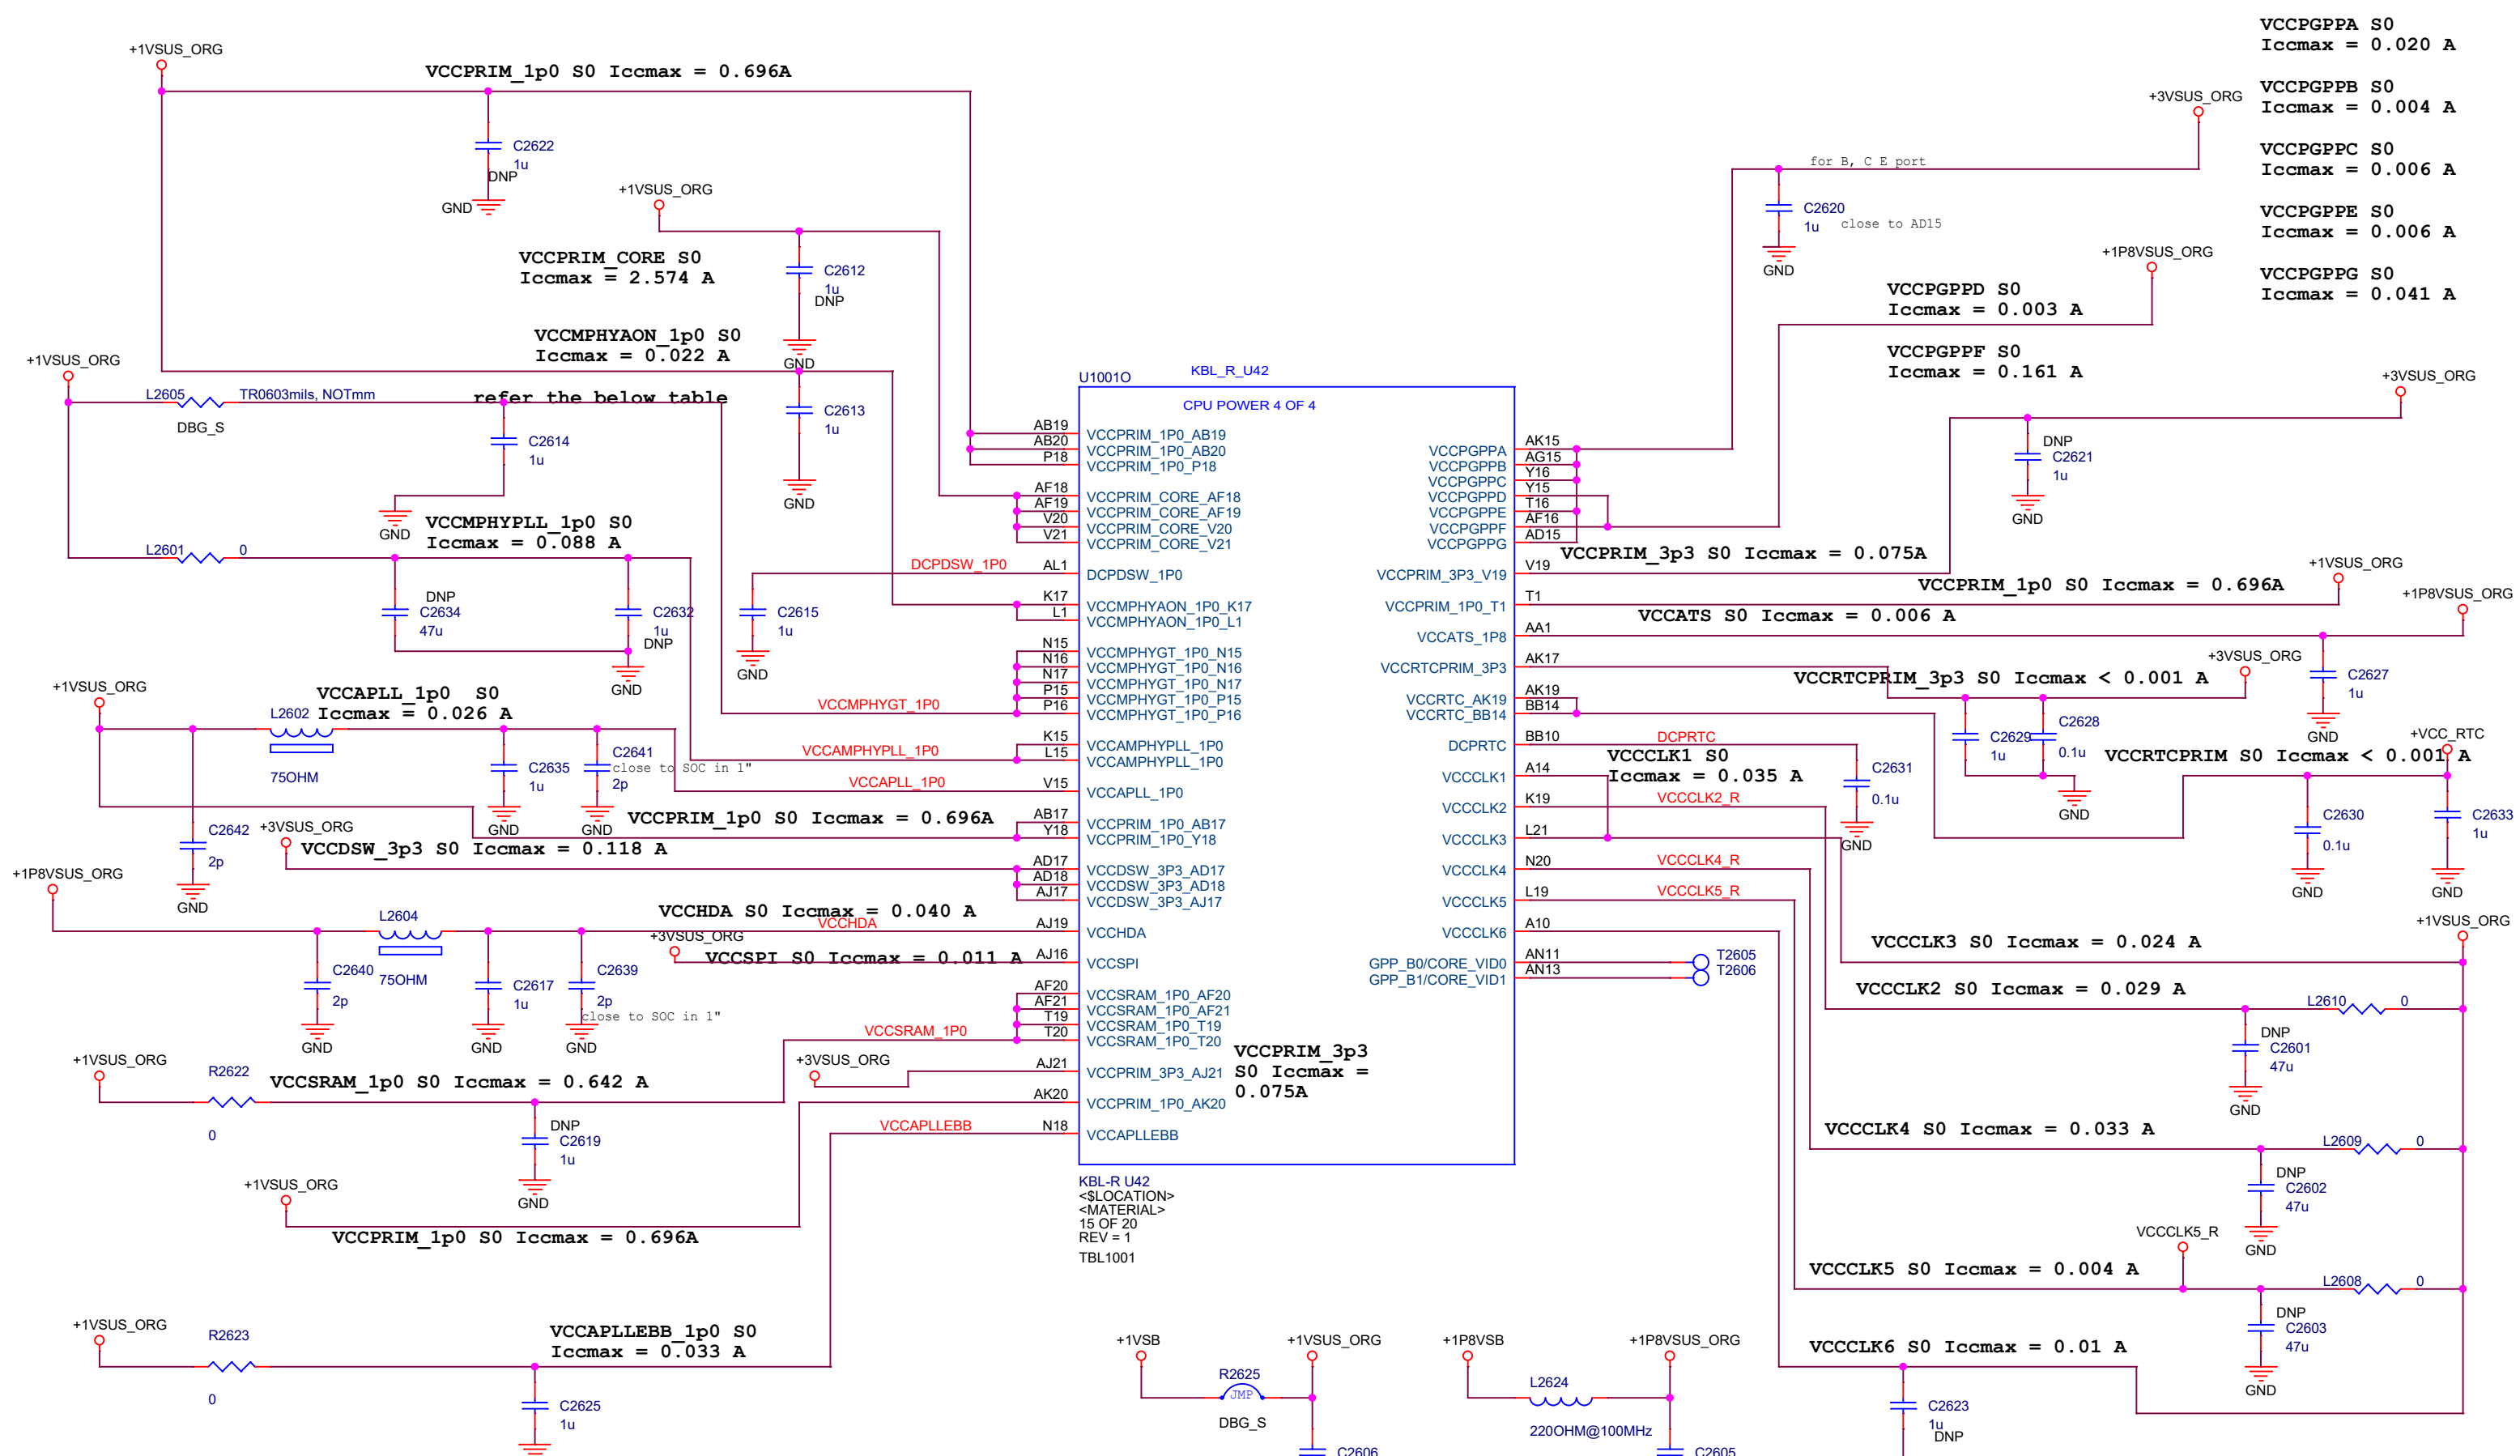 +1VSUS_ORG
VCCPRIM_1p0 S0 Iccmax = 0.696A
C2622
1u
DNP
GND
+1VSUS_ORG
VCCPRIM_CORE S0
Iccmax = 2.574 A
C2612
1u
DNP
GND
VCCMPHYAON_1p0 S0
Iccmax = 0.022 A
+1VSUS_ORG
L2605
TR0603mils, NOTmm
DBG_S
refer the below table
C2613
1u
GND
C2614
1u
GND
VCCMPHYPLL_1p0 S0
Iccmax = 0.088 A
L2601
0
DNP
C2634
47u
C2632
1u
DNP
GND
DCPDSW_1P0
C2615
1u
GND
+1VSUS_ORG
VCCAPLL_1p0 S0
Iccmax = 0.026 A
L2602
75OHM
VCCMPHYGT_1P0
VCCAMPHYPLL_1P0
VCCAPLL_1P0
C2635
1u
GND
C2641
close to SOC in 1"
2p
GND
C2642
2p
GND
VCCPRIM_1p0 S0 Iccmax = 0.696A
+3VSUS_ORG
VCCDSW_3p3 S0 Iccmax = 0.118 A
+1P8VSUS_ORG
L2604
75OHM
VCCHDA S0 Iccmax = 0.040 A
VCCHDA
+3VSUS_ORG
VCCSPI S0 Iccmax = 0.011 A
C2640
2p
GND
C2617
1u
GND
C2639
2p
close to SOC in 1"
GND
VCCSRAM_1P0
+1VSUS_ORG
R2622
0
VCCSRAM_1p0 S0 Iccmax = 0.642 A
+3VSUS_ORG
DNP
C2619
1u
GND
VCCAPLLEBB
+1VSUS_ORG
VCCPRIM_1p0 S0 Iccmax = 0.696A
+1VSUS_ORG
R2623
0
VCCAPLLEBB_1p0 S0
Iccmax = 0.033 A
C2625
1u
U1001O
KBL_R_U42
CPU POWER 4 OF 4
AB19 VCCPRIM_1P0_AB19
AB20 VCCPRIM_1P0_AB20
P18 VCCPRIM_1P0_P18
AF18 VCCPRIM_CORE_AF18
AF19 VCCPRIM_CORE_AF19
V20 VCCPRIM_CORE_V20
V21 VCCPRIM_CORE_V21
AL1 DCPDSW_1P0
K17 VCCMPHYAON_1P0_K17
L1 VCCMPHYAON_1P0_L1
N15 VCCMPHYGT_1P0_N15
N16 VCCMPHYGT_1P0_N16
N17 VCCMPHYGT_1P0_N17
P15 VCCMPHYGT_1P0_P15
P16 VCCMPHYGT_1P0_P16
K15 VCCAMPHYPLL_1P0
L15 VCCAMPHYPLL_1P0
V15 VCCAPLL_1P0
AB17 VCCPRIM_1P0_AB17
Y18 VCCPRIM_1P0_Y18
AD17 VCCDSW_3P3_AD17
AD18 VCCDSW_3P3_AD18
AJ17 VCCDSW_3P3_AJ17
AJ19 VCCHDA
AJ16 VCCSPI
AF20 VCCSRAM_1P0_AF20
AF21 VCCSRAM_1P0_AF21
T19 VCCSRAM_1P0_T19
T20 VCCSRAM_1P0_T20
AJ21 VCCPRIM_3P3_AJ21
AK20 VCCPRIM_1P0_AK20
N18 VCCAPLLEBB
VCCPRIM_3p3
S0 Iccmax =
0.075A
VCCPGPPA AK15
VCCPGPPB AG15
VCCPGPPC Y16
VCCPGPPD Y15
VCCPGPPE T16
VCCPGPPF AF16
VCCPGPPG AD15
VCCPRIM_3P3_V19 V19
VCCPRIM_1P0_T1 T1
VCCATS_1P8 AA1
VCCRTCPRIM_3P3 AK17
VCCRTC_AK19 AK19
VCCRTC_BB14 BB14
DCPRTC BB10
VCCCLK1 A14
VCCCLK2 K19
VCCCLK3 L21
VCCCLK4 N20
VCCCLK5 L19
VCCCLK6 A10
GPP_B0/CORE_VID0 AN11
GPP_B1/CORE_VID1 AN13
KBL-R U42
<$LOCATION>
<MATERIAL>
15 OF 20
REV = 1
TBL1001
VCCPGPPA S0
Iccmax = 0.020 A
VCCPGPPB S0
Iccmax = 0.004 A
VCCPGPPC S0
Iccmax = 0.006 A
VCCPGPPE S0
Iccmax = 0.006 A
VCCPGPPG S0
Iccmax = 0.041 A
+3VSUS_ORG
for B, C E port
C2620
1u
close to AD15
GND
+1P8VSUS_ORG
VCCPGPPD S0
Iccmax = 0.003 A
VCCPGPPF S0
Iccmax = 0.161 A
+3VSUS_ORG
DNP
C2621
1u
GND
VCCPRIM_3p3 S0 Iccmax = 0.075A
+1VSUS_ORG
VCCPRIM_1p0 S0 Iccmax = 0.696A
+1P8VSUS_ORG
VCCATS S0 Iccmax = 0.006 A
C2627
1u
GND
+3VSUS_ORG
VCCRTCPRIM_3p3 S0 Iccmax < 0.001 A
C2629
1u
C2628
0.1u
GND
+VCC_RTC
VCCRTCPRIM S0 Iccmax < 0.001 A
C2630
0.1u
GND
C2633
1u
GND
DCPRTC
C2631
0.1u
GND
VCCCLK1 S0
Iccmax = 0.035 A
VCCCLK2_R
VCCCLK4_R
VCCCLK5_R
T2605
T2606
+1VSUS_ORG
VCCCLK3 S0 Iccmax = 0.024 A
VCCCLK2 S0 Iccmax = 0.029 A
L2610
0
DNP
C2601
47u
GND
VCCCLK4 S0 Iccmax = 0.033 A
L2609
0
DNP
C2602
47u
GND
VCCCLK5_R
VCCCLK5 S0 Iccmax = 0.004 A
L2608
0
DNP
C2603
47u
GND
VCCCLK6 S0 Iccmax = 0.01 A
C2623
1u
DNP
+1VSB
+1VSUS_ORG
R2625
JMP
DBG_S
C2606
+1P8VSB
+1P8VSUS_ORG
L2624
220OHM@100MHz
C2605